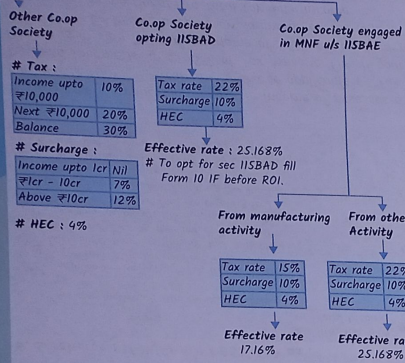 Other Co.op
Society
# Tax :
Income upto ₹10,000 10%
Next ₹10,000 20%
Balance 30%
# Surcharge :
Income upto 1cr Nil
₹1cr - 10cr 7%
Above ₹10cr 12%
# HEC : 4%
Co.op Society
opting 115BAD
Tax rate 22%
Surcharge 10%
HEC 4%
Effective rate : 25.168%
# To opt for sec 115BAD fill
Form 10 IF before ROI.
Co.op Society engaged
in MNF u/s 115BAE
From manufacturing
activity
Tax rate 15%
Surcharge 10%
HEC 4%
Effective rate
17.16%
From othe
Activity
Tax rate 22%
Surcharge 10%
HEC 4%
Effective ra
25.168%